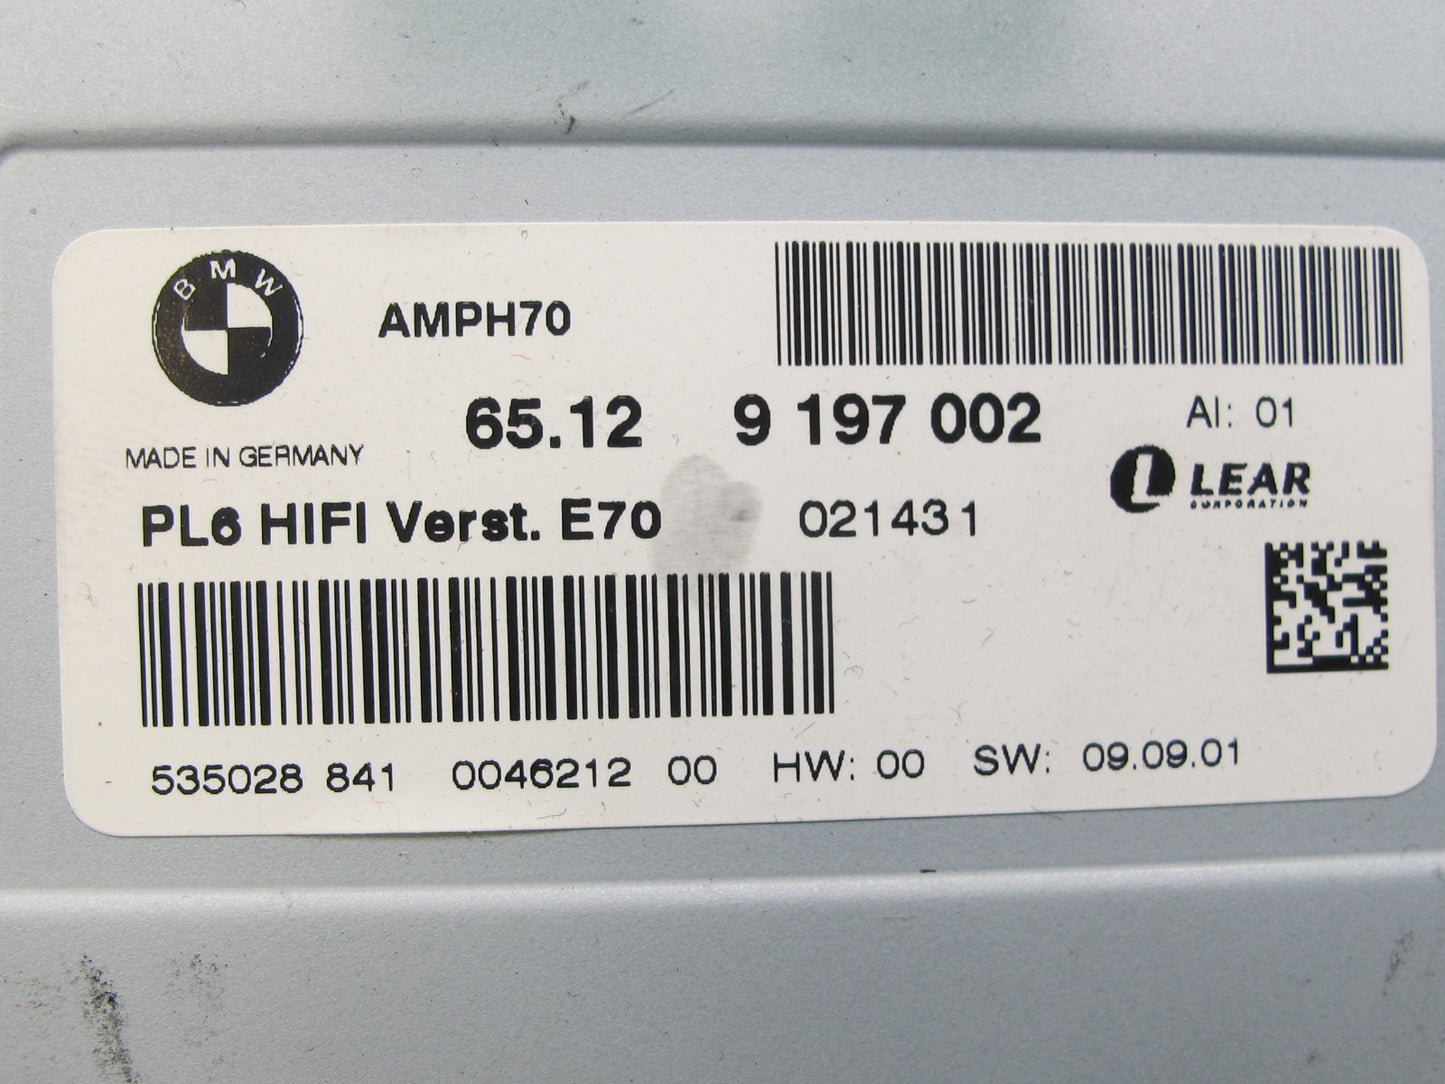 BMW
AMPH70
65.12 9 197 002
AI: 01
MADE IN GERMANY
LEAR
CORPORATION
PL6 HIFI Verst. E70 021431
535028 841 0046212 00 HW: 00 SW: 09.09.01